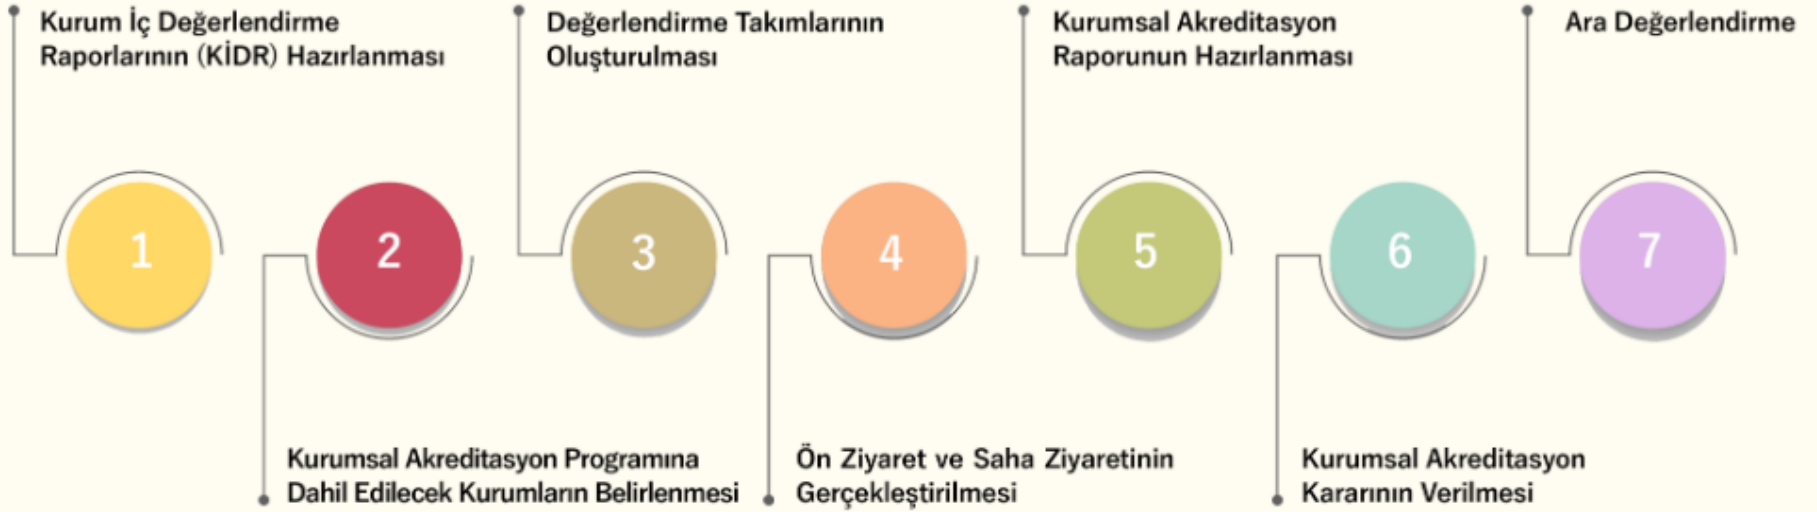 Kurum İç Değerlendirme
Raporlarının (KİDR) Hazırlanması
1
Kurumsal Akreditasyon Programına
Dahil Edilecek Kurumların Belirlenmesi
2
Değerlendirme Takımlarının
Oluşturulması
3
Ön Ziyaret ve Saha Ziyaretinin
Gerçekleştirilmesi
4
Kurumsal Akreditasyon
Raporunun Hazırlanması
5
Kurumsal Akreditasyon
Kararının Verilmesi
6
Ara Değerlendirme
7